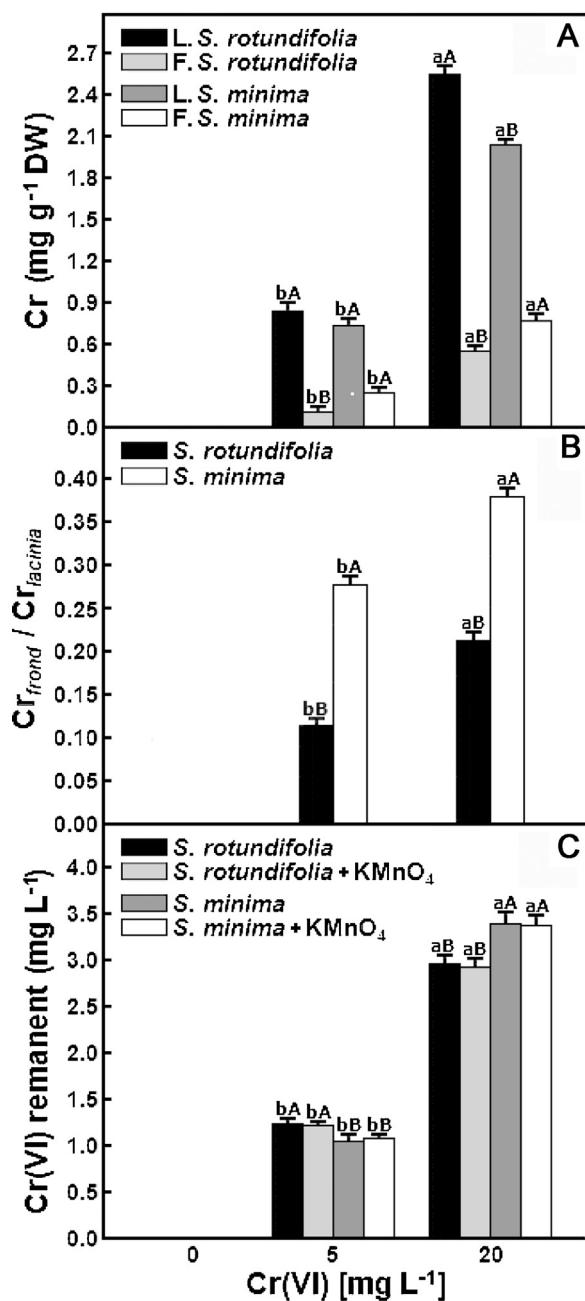 A
L. S. rotundifolia
F. S. rotundifolia
L. S. minima
F. S. minima
Cr (mg g⁻¹ DW)
2.7
2.4
2.1
1.8
1.5
1.2
0.9
0.6
0.3
0.0
bA
bB
bA
bA
aA
aB
aB
aA
B
S. rotundifolia
S. minima
Cr frond / Cr lacinia
0.40
0.35
0.30
0.25
0.20
0.15
0.10
0.05
0.00
bB
bA
aB
aA
C
S. rotundifolia
S. rotundifolia + KMnO₄
S. minima
S. minima + KMnO₄
Cr(VI) remanent (mg L⁻¹)
4.0
3.5
3.0
2.5
2.0
1.5
1.0
0.5
0.0
bA bA bB bB
aB aB aA aA
0 5 20
Cr(VI) [mg L⁻¹]